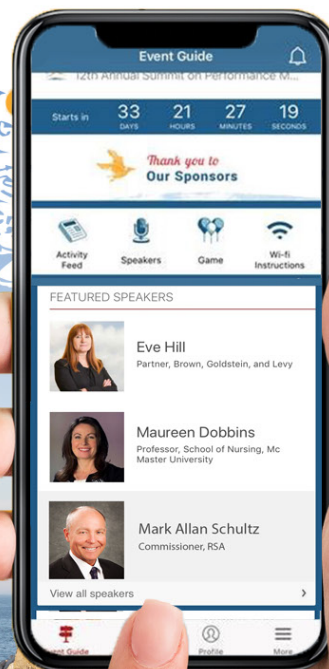 Event Guide
12th Annual Summit on Performance M...
Starts in
33 21 27 19
DAYS HOURS MINUTES SECONDS
Thank you to
Our Sponsors
Activity
Feed
Speakers
Game
Wi-fi
Instructions
FEATURED SPEAKERS
Eve Hill
Partner, Brown, Goldstein, and Levy
Maureen Dobbins
Professor, School of Nursing, Mc
Master University
Mark Allan Schultz
Commissioner, RSA
View all speakers
Event Guide
Profile
More